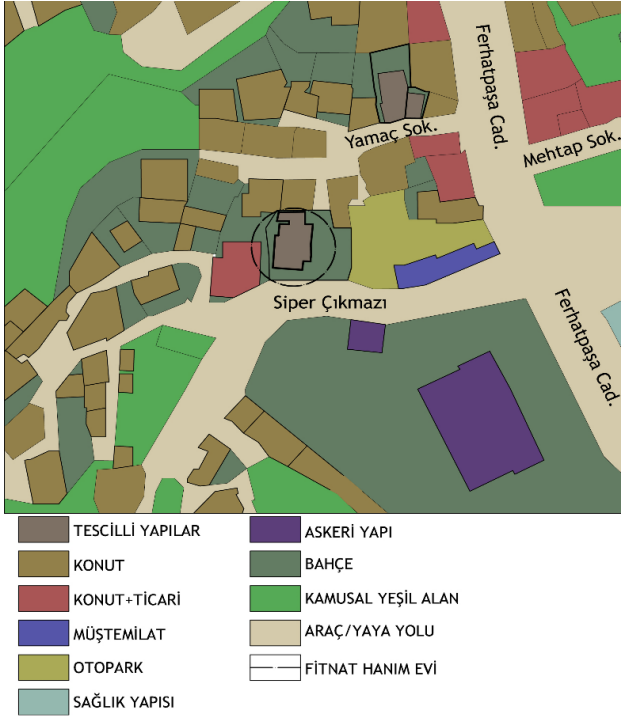 Ferhatpaşa Cad.
Yamaç Sok.
Mehtap Sok.
Siper Çıkmazı
Ferhatpaşa Cad.
TESCİLLİ YAPILAR
KONUT
KONUT+TİCARİ
MÜŞTEMİLAT
OTOPARK
SAĞLIK YAPISI
ASKERİ YAPI
BAHÇE
KAMUSAL YEŞİL ALAN
ARAÇ/YAYA YOLU
FİTNAT HANIM EVİ